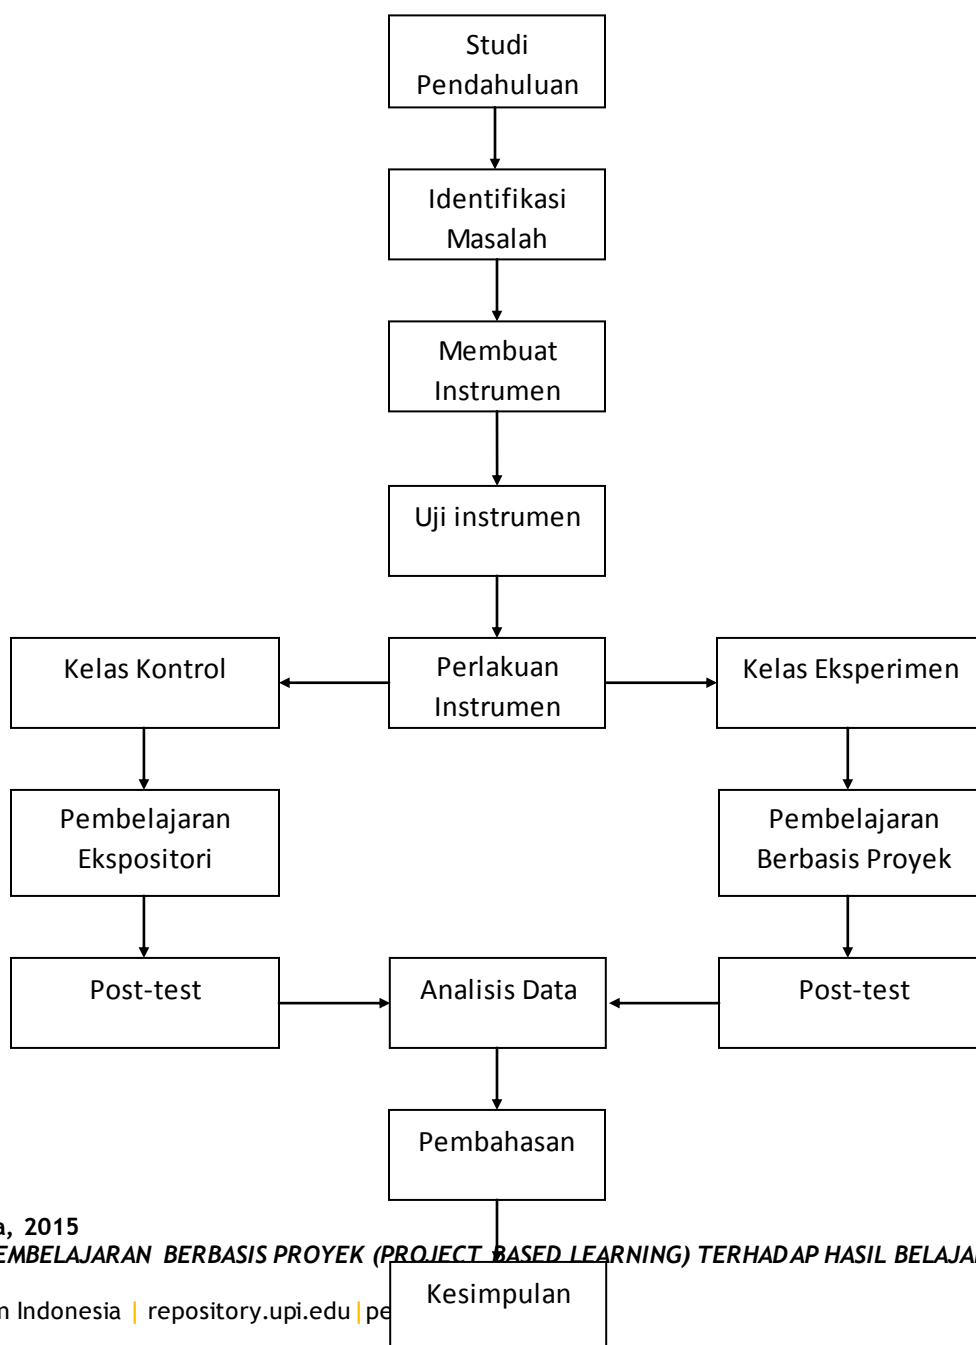 Studi
Pendahuluan
Identifikasi
Masalah
Membuat
Instrumen
Uji instrumen
Kelas Kontrol
Perlakuan
Instrumen
Kelas Eksperimen
Pembelajaran
Ekspositori
Pembelajaran
Berbasis Proyek
Post-test
Analisis Data
Post-test
Pembahasan
a, 2015
EMBELAJARAN BERBASIS PROYEK (PROJECT BASED LEARNING) TERHADAP HASIL BELAJAR
Kesimpulan
n Indonesia | repository.upi.edu | pe